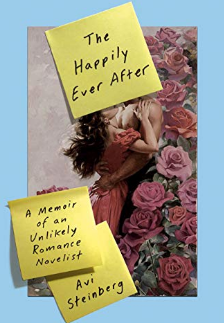 The
Happily
Ever After
A Memoir
of an
Unlikely
Romance
Novelist
Avi
Steinberg